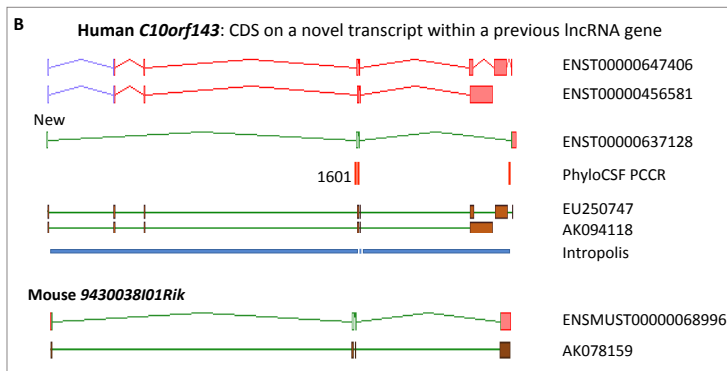 B
Human C10orf143: CDS on a novel transcript within a previous lncRNA gene
ENST00000647406
ENST00000456581
New
ENST00000637128
1601
PhyloCSF PCCR
EU250747
AK094118
Intropolis
Mouse 9430038I01Rik
ENSMUST00000068996
AK078159